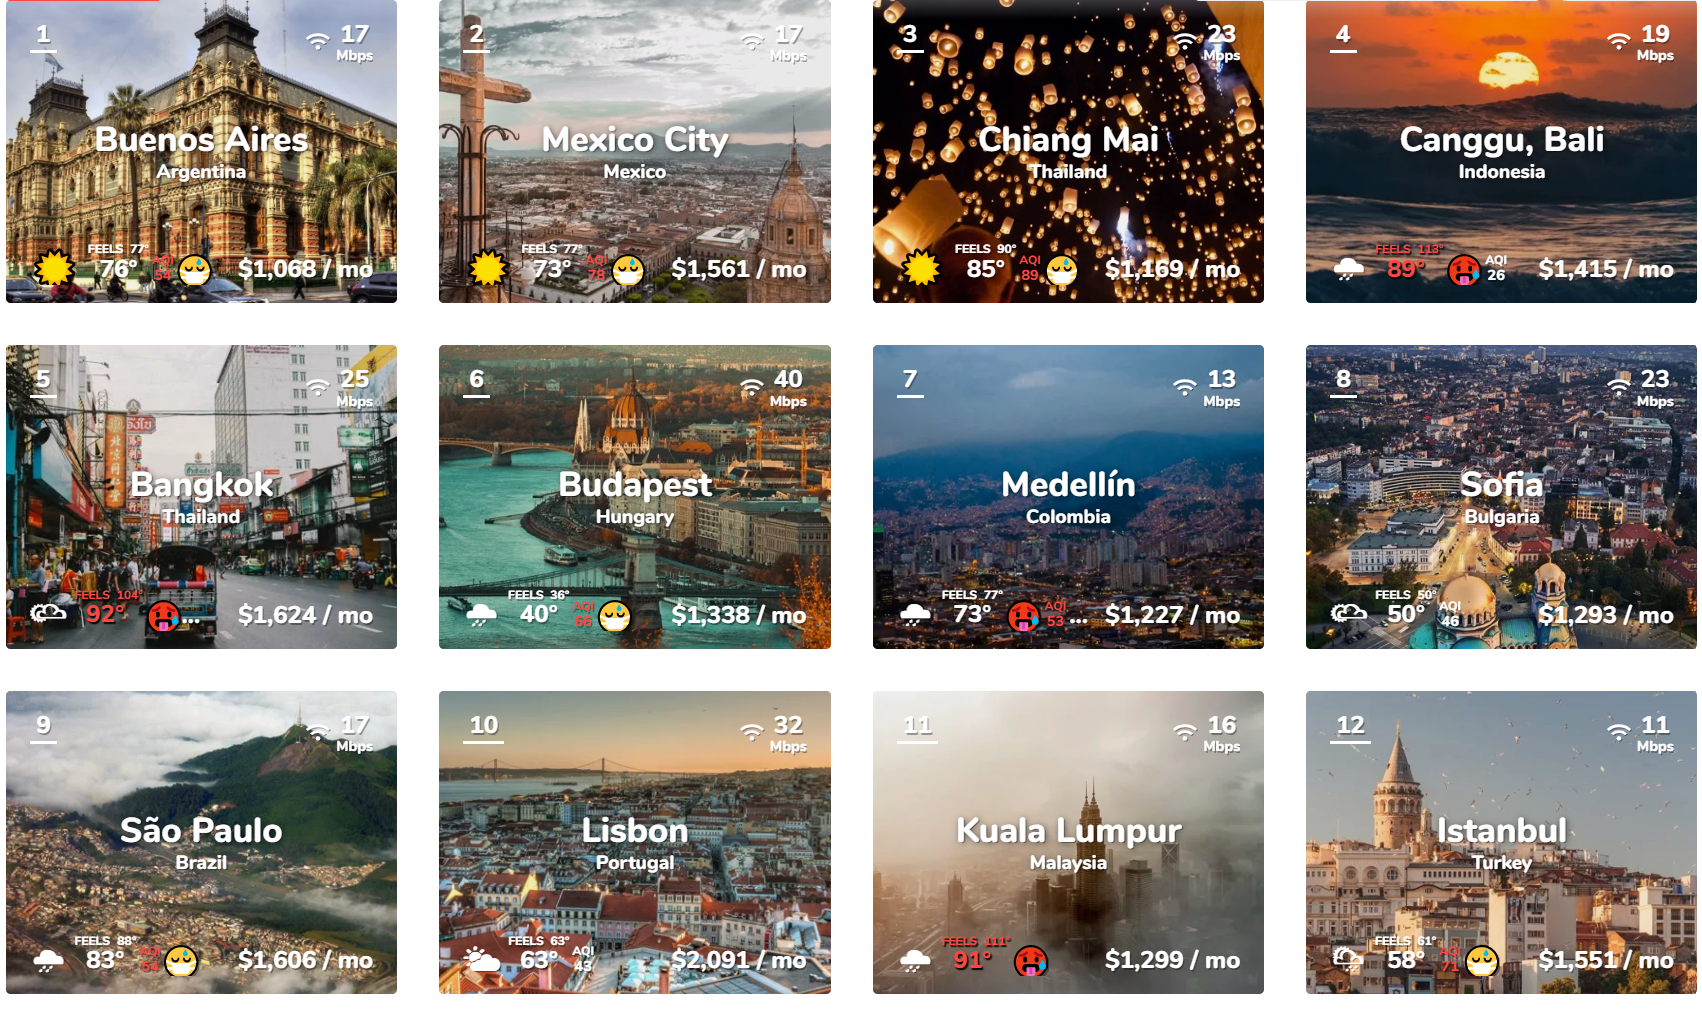 1
17
Mbps
Buenos Aires
Argentina
FEELS 77°
76°
AQI
54
$1,068 / mo
2
17
Mbps
Mexico City
Mexico
FEELS 77°
73°
AQI
78
$1,561 / mo
3
23
Mbps
Chiang Mai
Thailand
FEELS 90°
85°
AQI
89
$1,169 / mo
4
19
Mbps
Canggu, Bali
Indonesia
FEELS 113°
89°
AQI
26
$1,415 / mo
5
25
Mbps
Bangkok
Thailand
FEELS 104°
92°
...
$1,624 / mo
6
40
Mbps
Budapest
Hungary
FEELS 36°
40°
AQI
66
$1,338 / mo
7
13
Mbps
Medellín
Colombia
FEELS 77°
73°
AQI
53 ...
$1,227 / mo
8
23
Mbps
Sofia
Bulgaria
FEELS 50°
50°
AQI
46
$1,293 / mo
9
17
Mbps
São Paulo
Brazil
FEELS 88°
83°
AQI
54
$1,606 / mo
10
32
Mbps
Lisbon
Portugal
FEELS 63°
63°
AQI
43
$2,091 / mo
11
16
Mbps
Kuala Lumpur
Malaysia
FEELS 111°
91°
$1,299 / mo
12
11
Mbps
Istanbul
Turkey
FEELS 61°
58°
AQI
71
$1,551 / mo